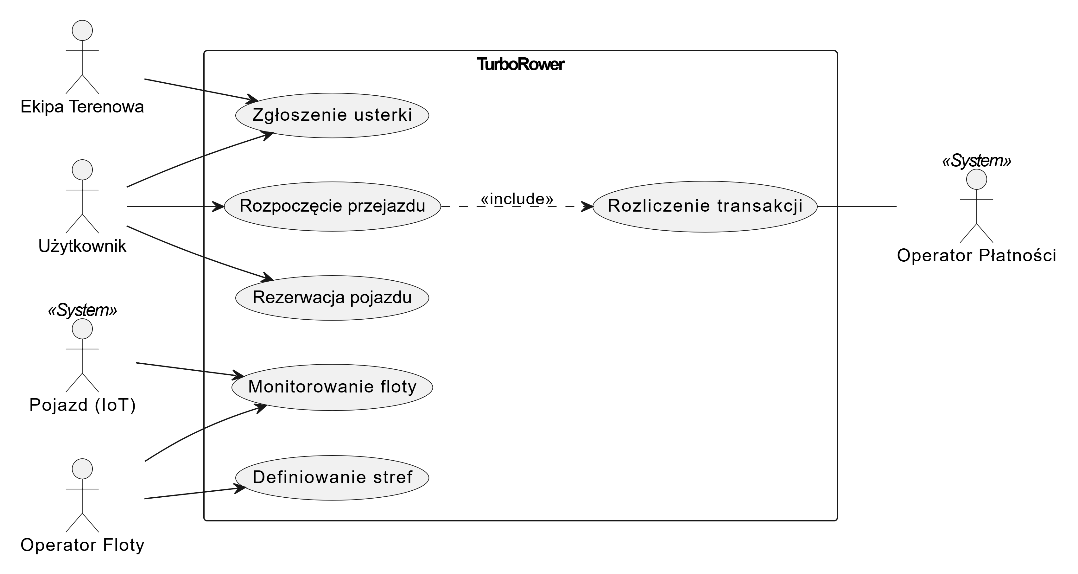 TurboRower
Ekipa Terenowa
Zgłoszenie usterki
«System»
Użytkownik
Rozpoczęcie przejazdu
«include»
Rozliczenie transakcji
Operator Płatności
Rezerwacja pojazdu
«System»
Pojazd (IoT)
Monitorowanie floty
Definiowanie stref
Operator Floty